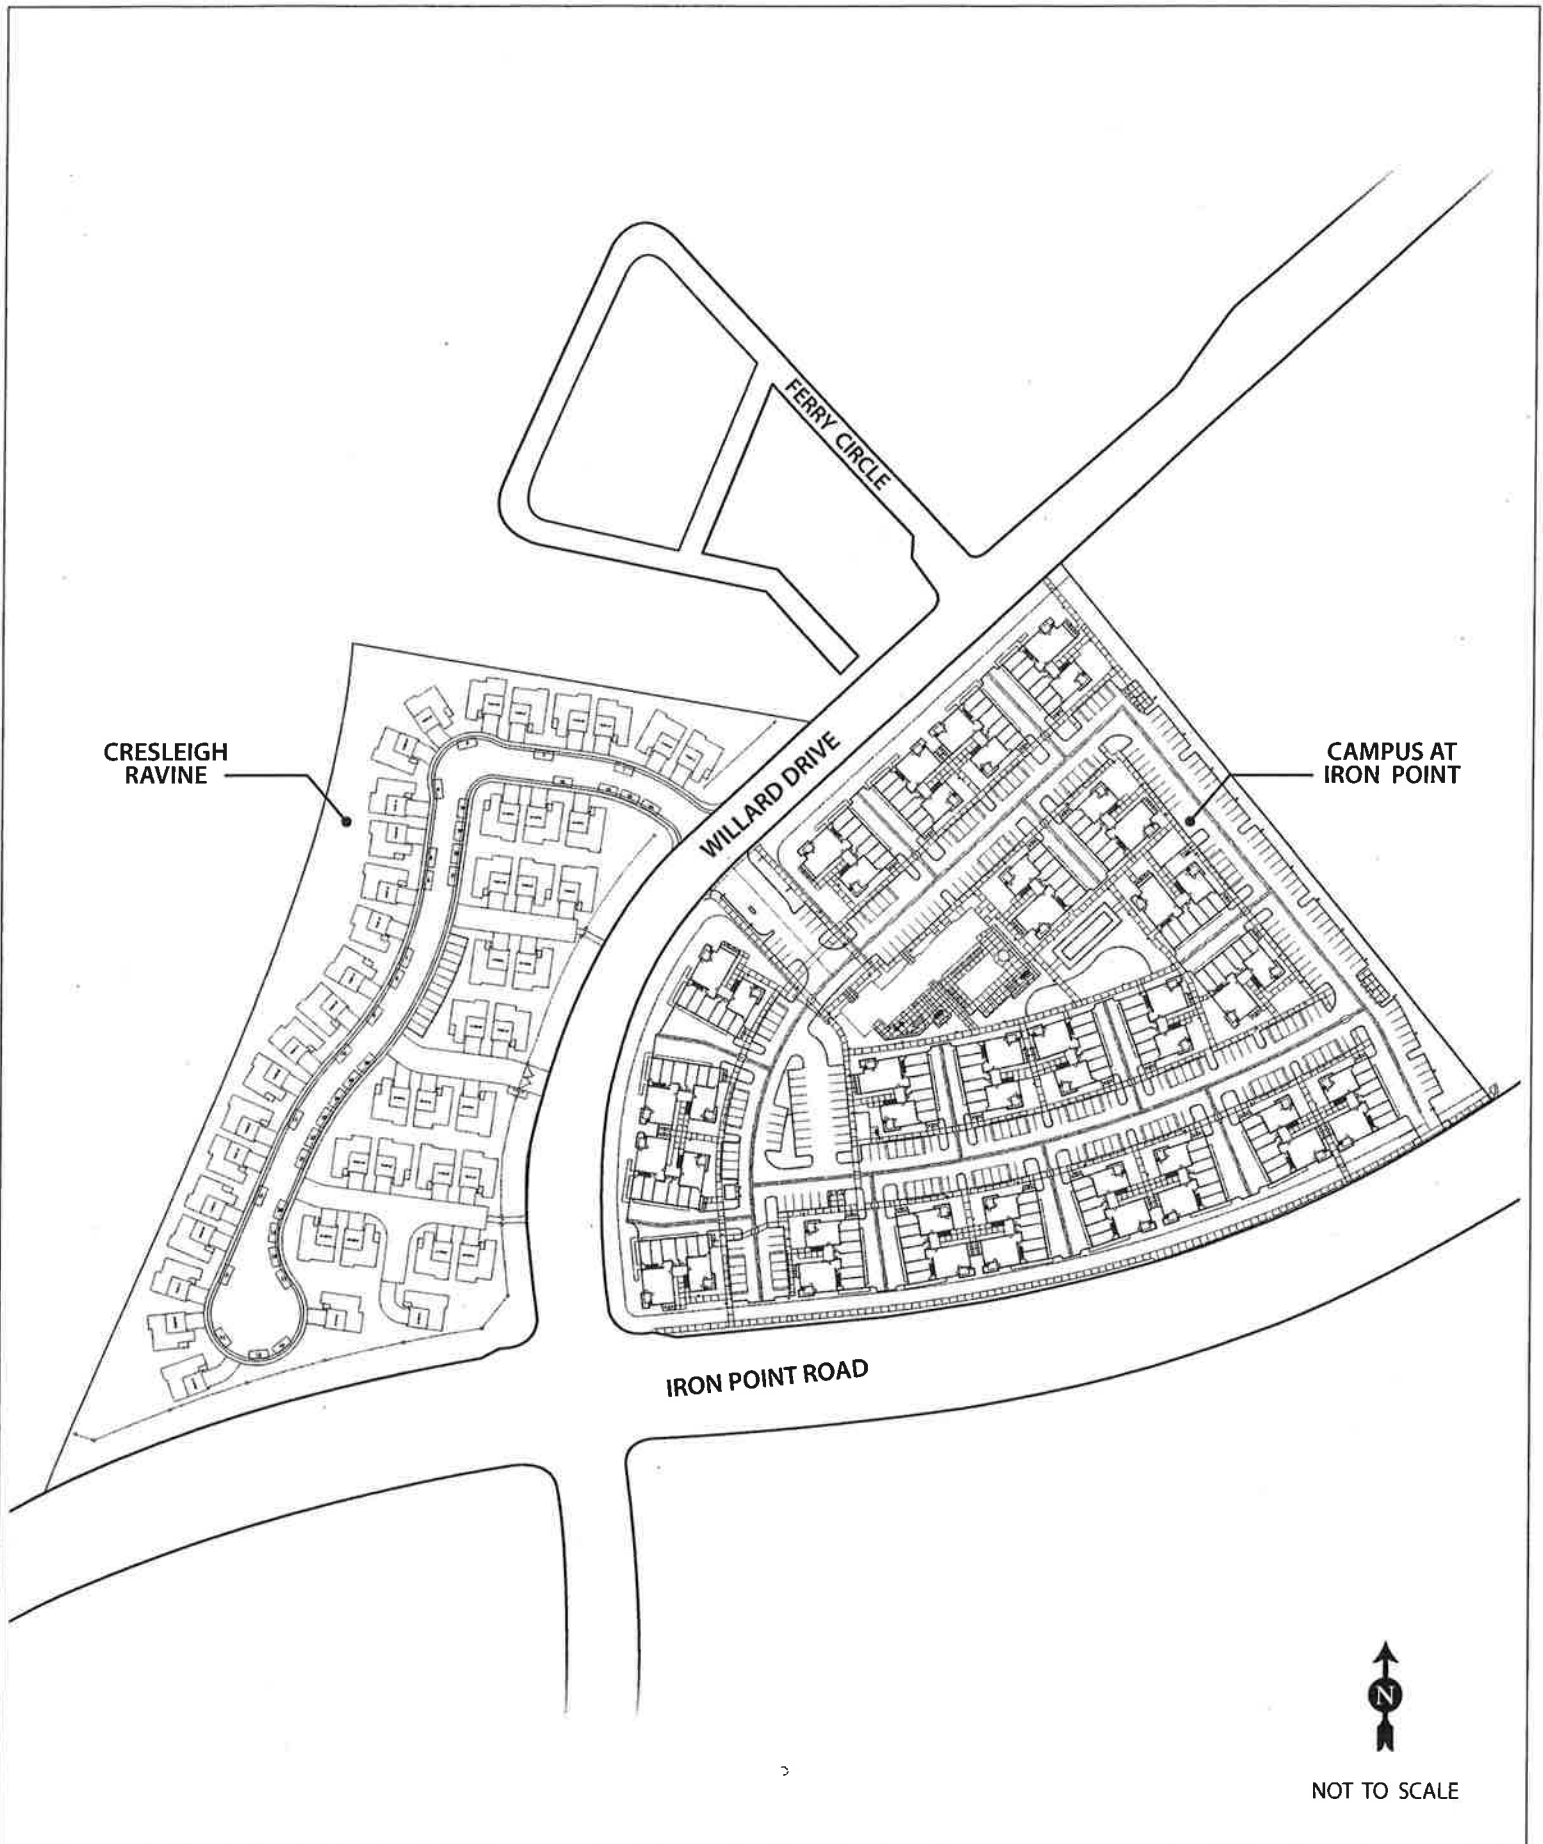 FERRY CIRCLE
CRESLEIGH
RAVINE
WILLARD DRIVE
CAMPUS AT
IRON POINT
IRON POINT ROAD
N
NOT TO SCALE